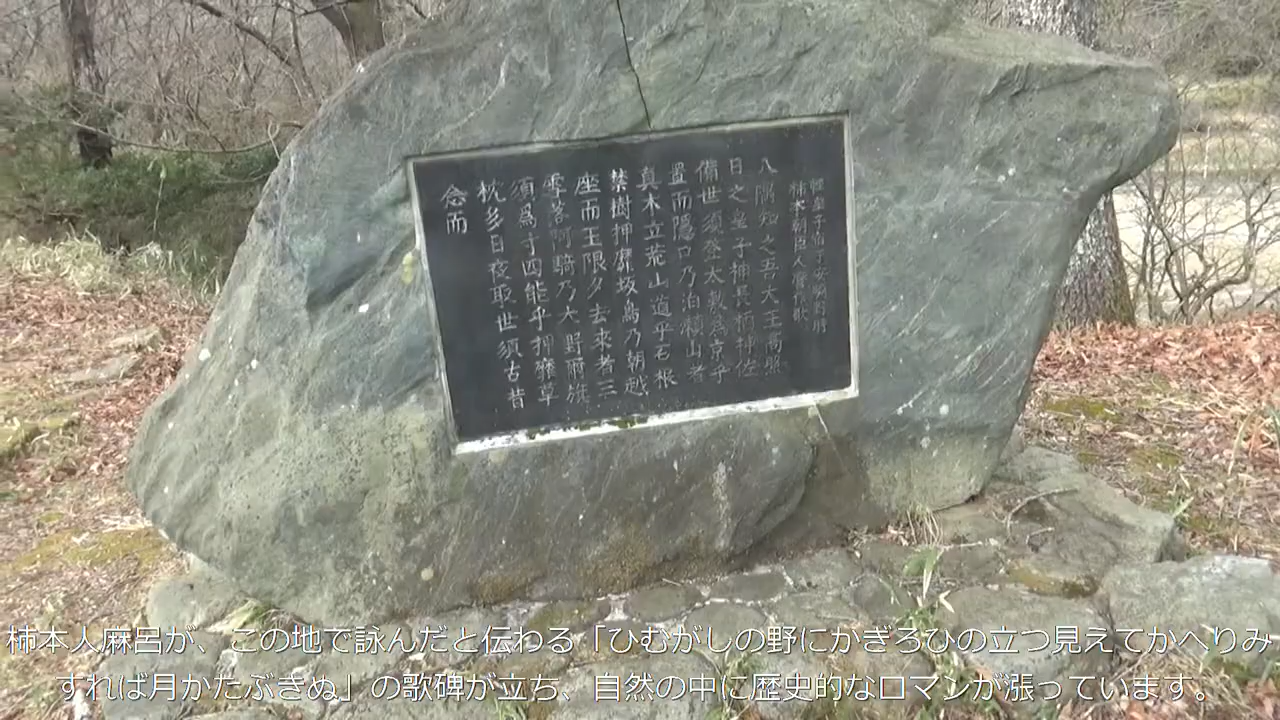 軽皇子宿于安騎野時
柿本朝臣人麿作歌
八隅知之吾大王高照
日之皇子神長柄神佐
備世須登太敷為京乎
置而隠口乃泊瀬山者
真木立荒山道乎石根
禁樹押靡坂鳥乃朝越
座而玉限夕去来者三
雪落阿騎乃大野爾旗
須為寸四能乎押靡草
枕多日夜取世須古昔
念而
柿本人麻呂が、この地で詠んだと伝わる「ひむがしの野にかぎろひの立つ見えてかへりみ
すれば月かたぶきぬ」の歌碑が立ち、自然の中に歴史的なロマンが漲っています。